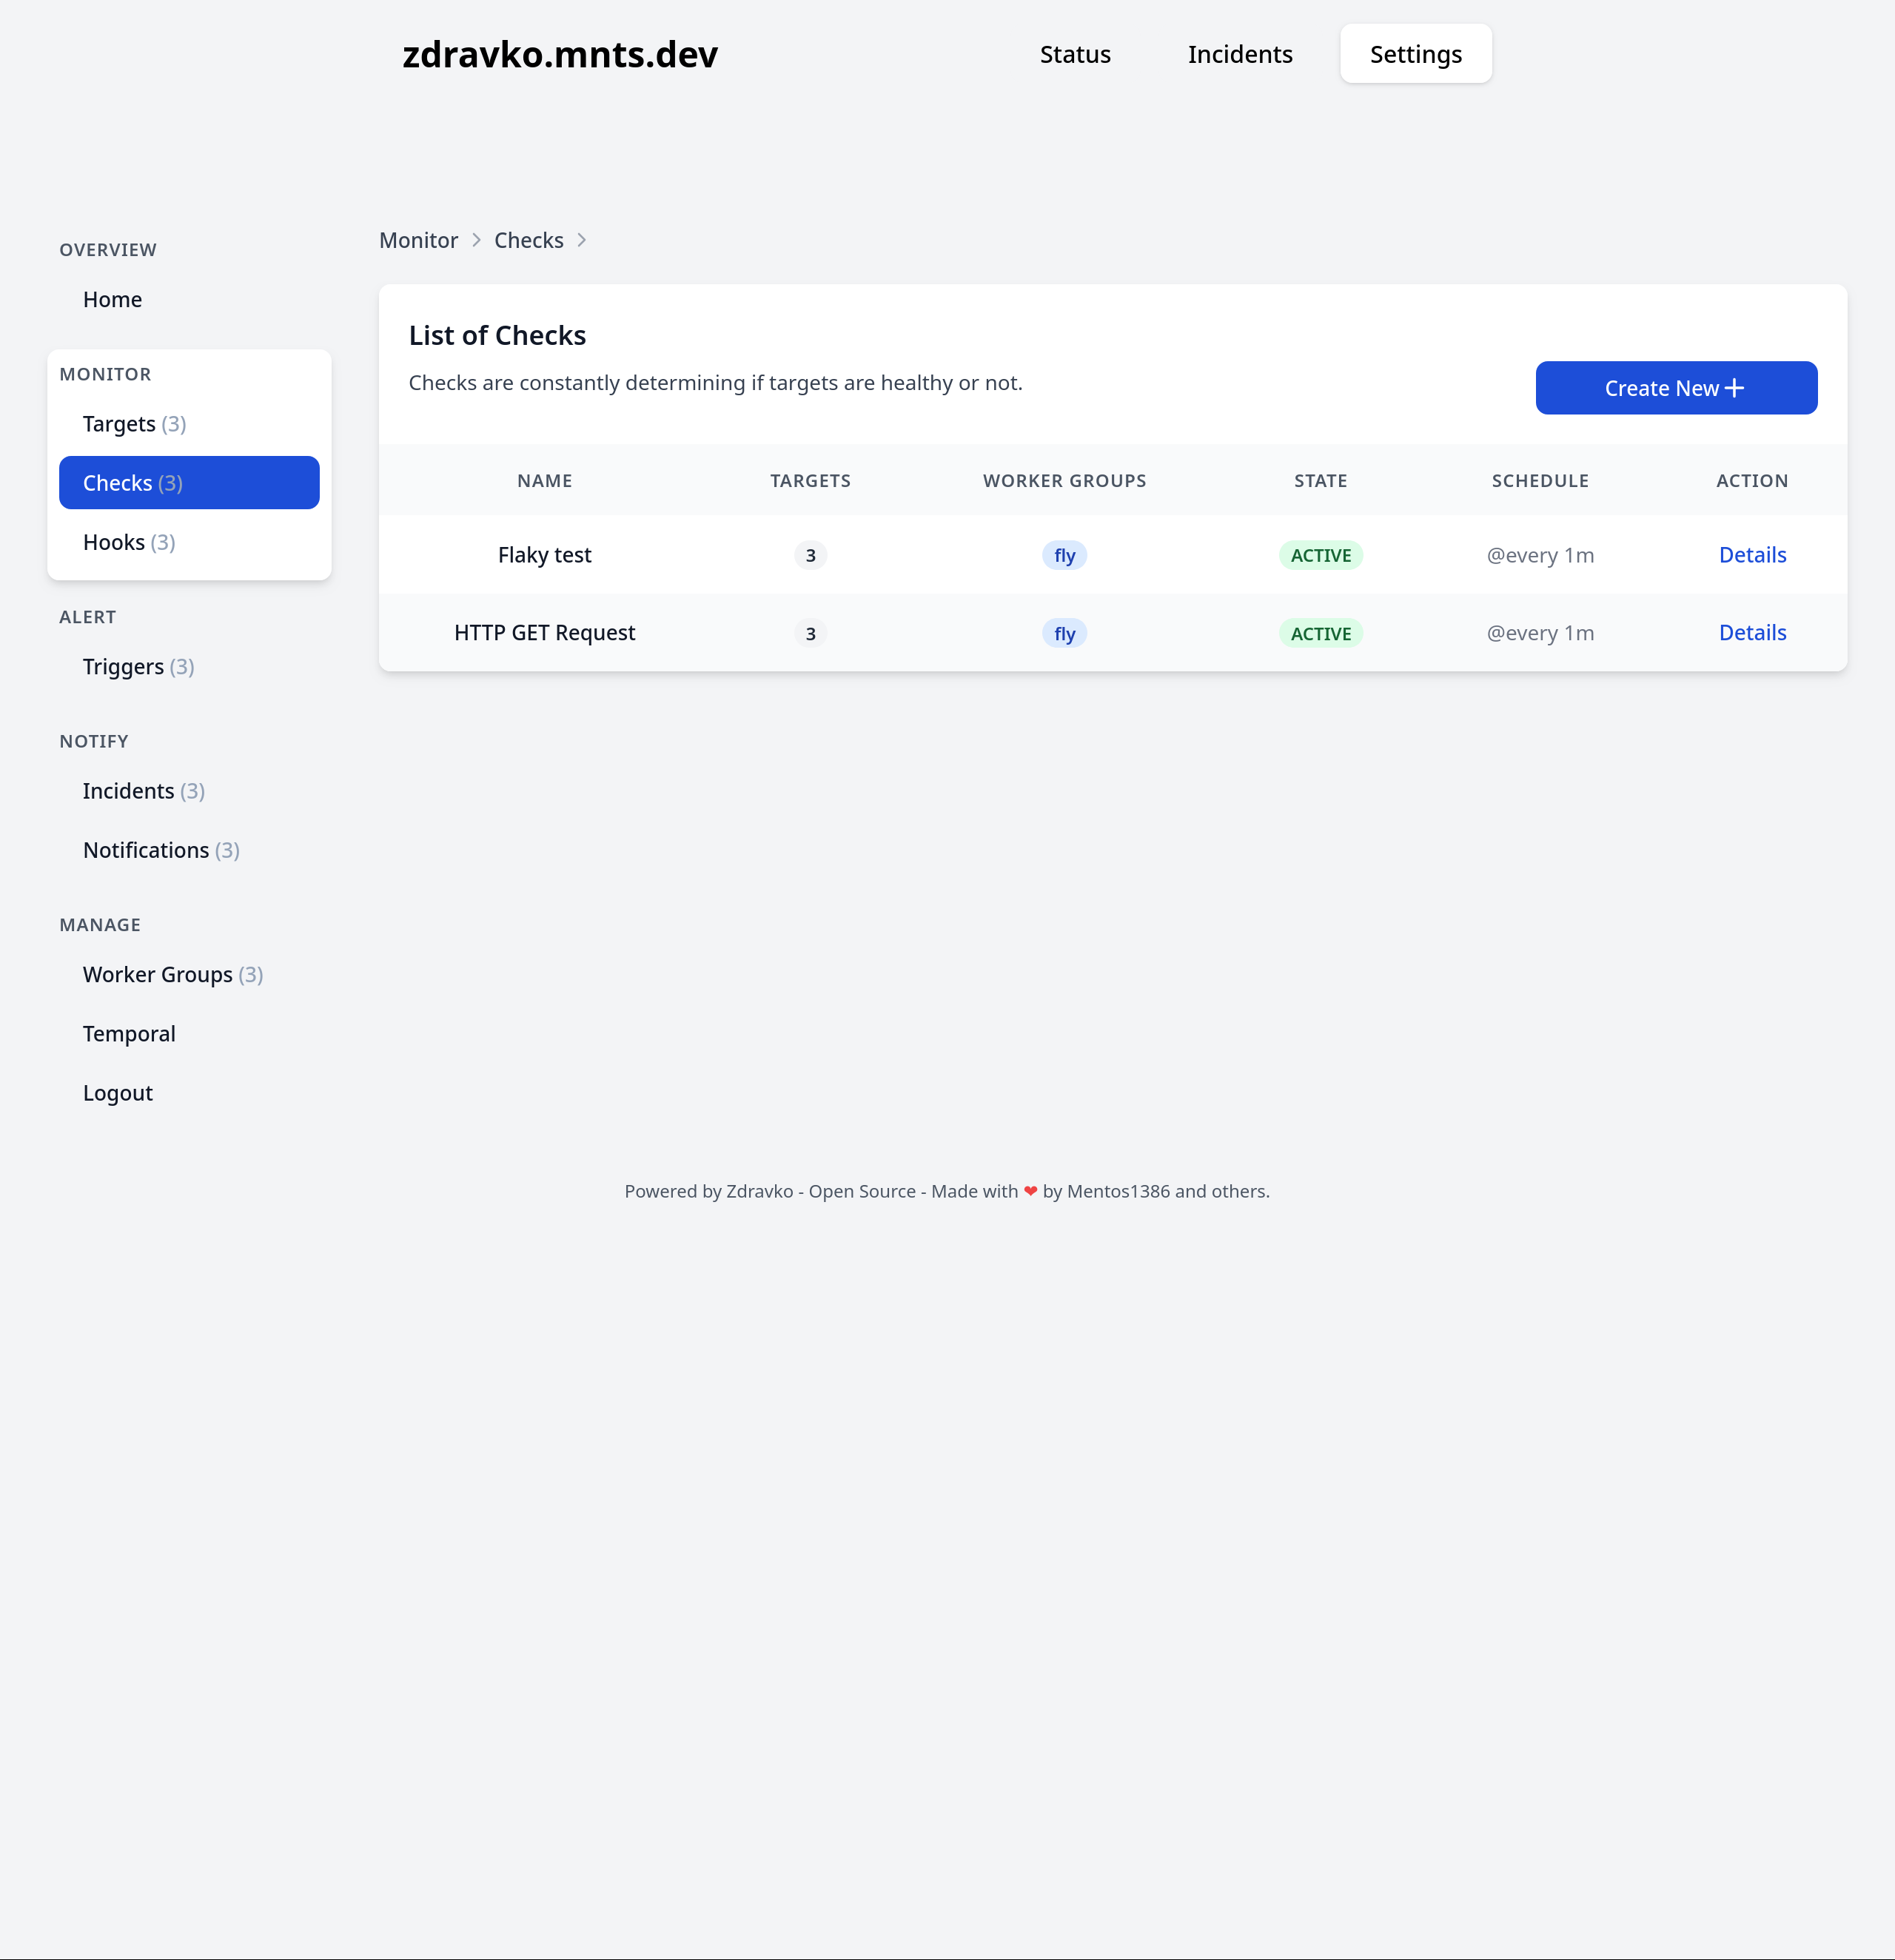 zdravko.mnts.dev
Status Incidents Settings
OVERVIEW
Home
MONITOR
Targets (3)
Checks (3)
Hooks (3)
ALERT
Triggers (3)
NOTIFY
Incidents (3)
Notifications (3)
MANAGE
Worker Groups (3)
Temporal
Logout
Monitor Checks
List of Checks
Checks are constantly determining if targets are healthy or not.
Create New
NAME TARGETS WORKER GROUPS STATE SCHEDULE ACTION
Flaky test 3 fly ACTIVE @every 1m Details
HTTP GET Request 3 fly ACTIVE @every 1m Details
Powered by Zdravko - Open Source - Made with ❤ by Mentos1386 and others.